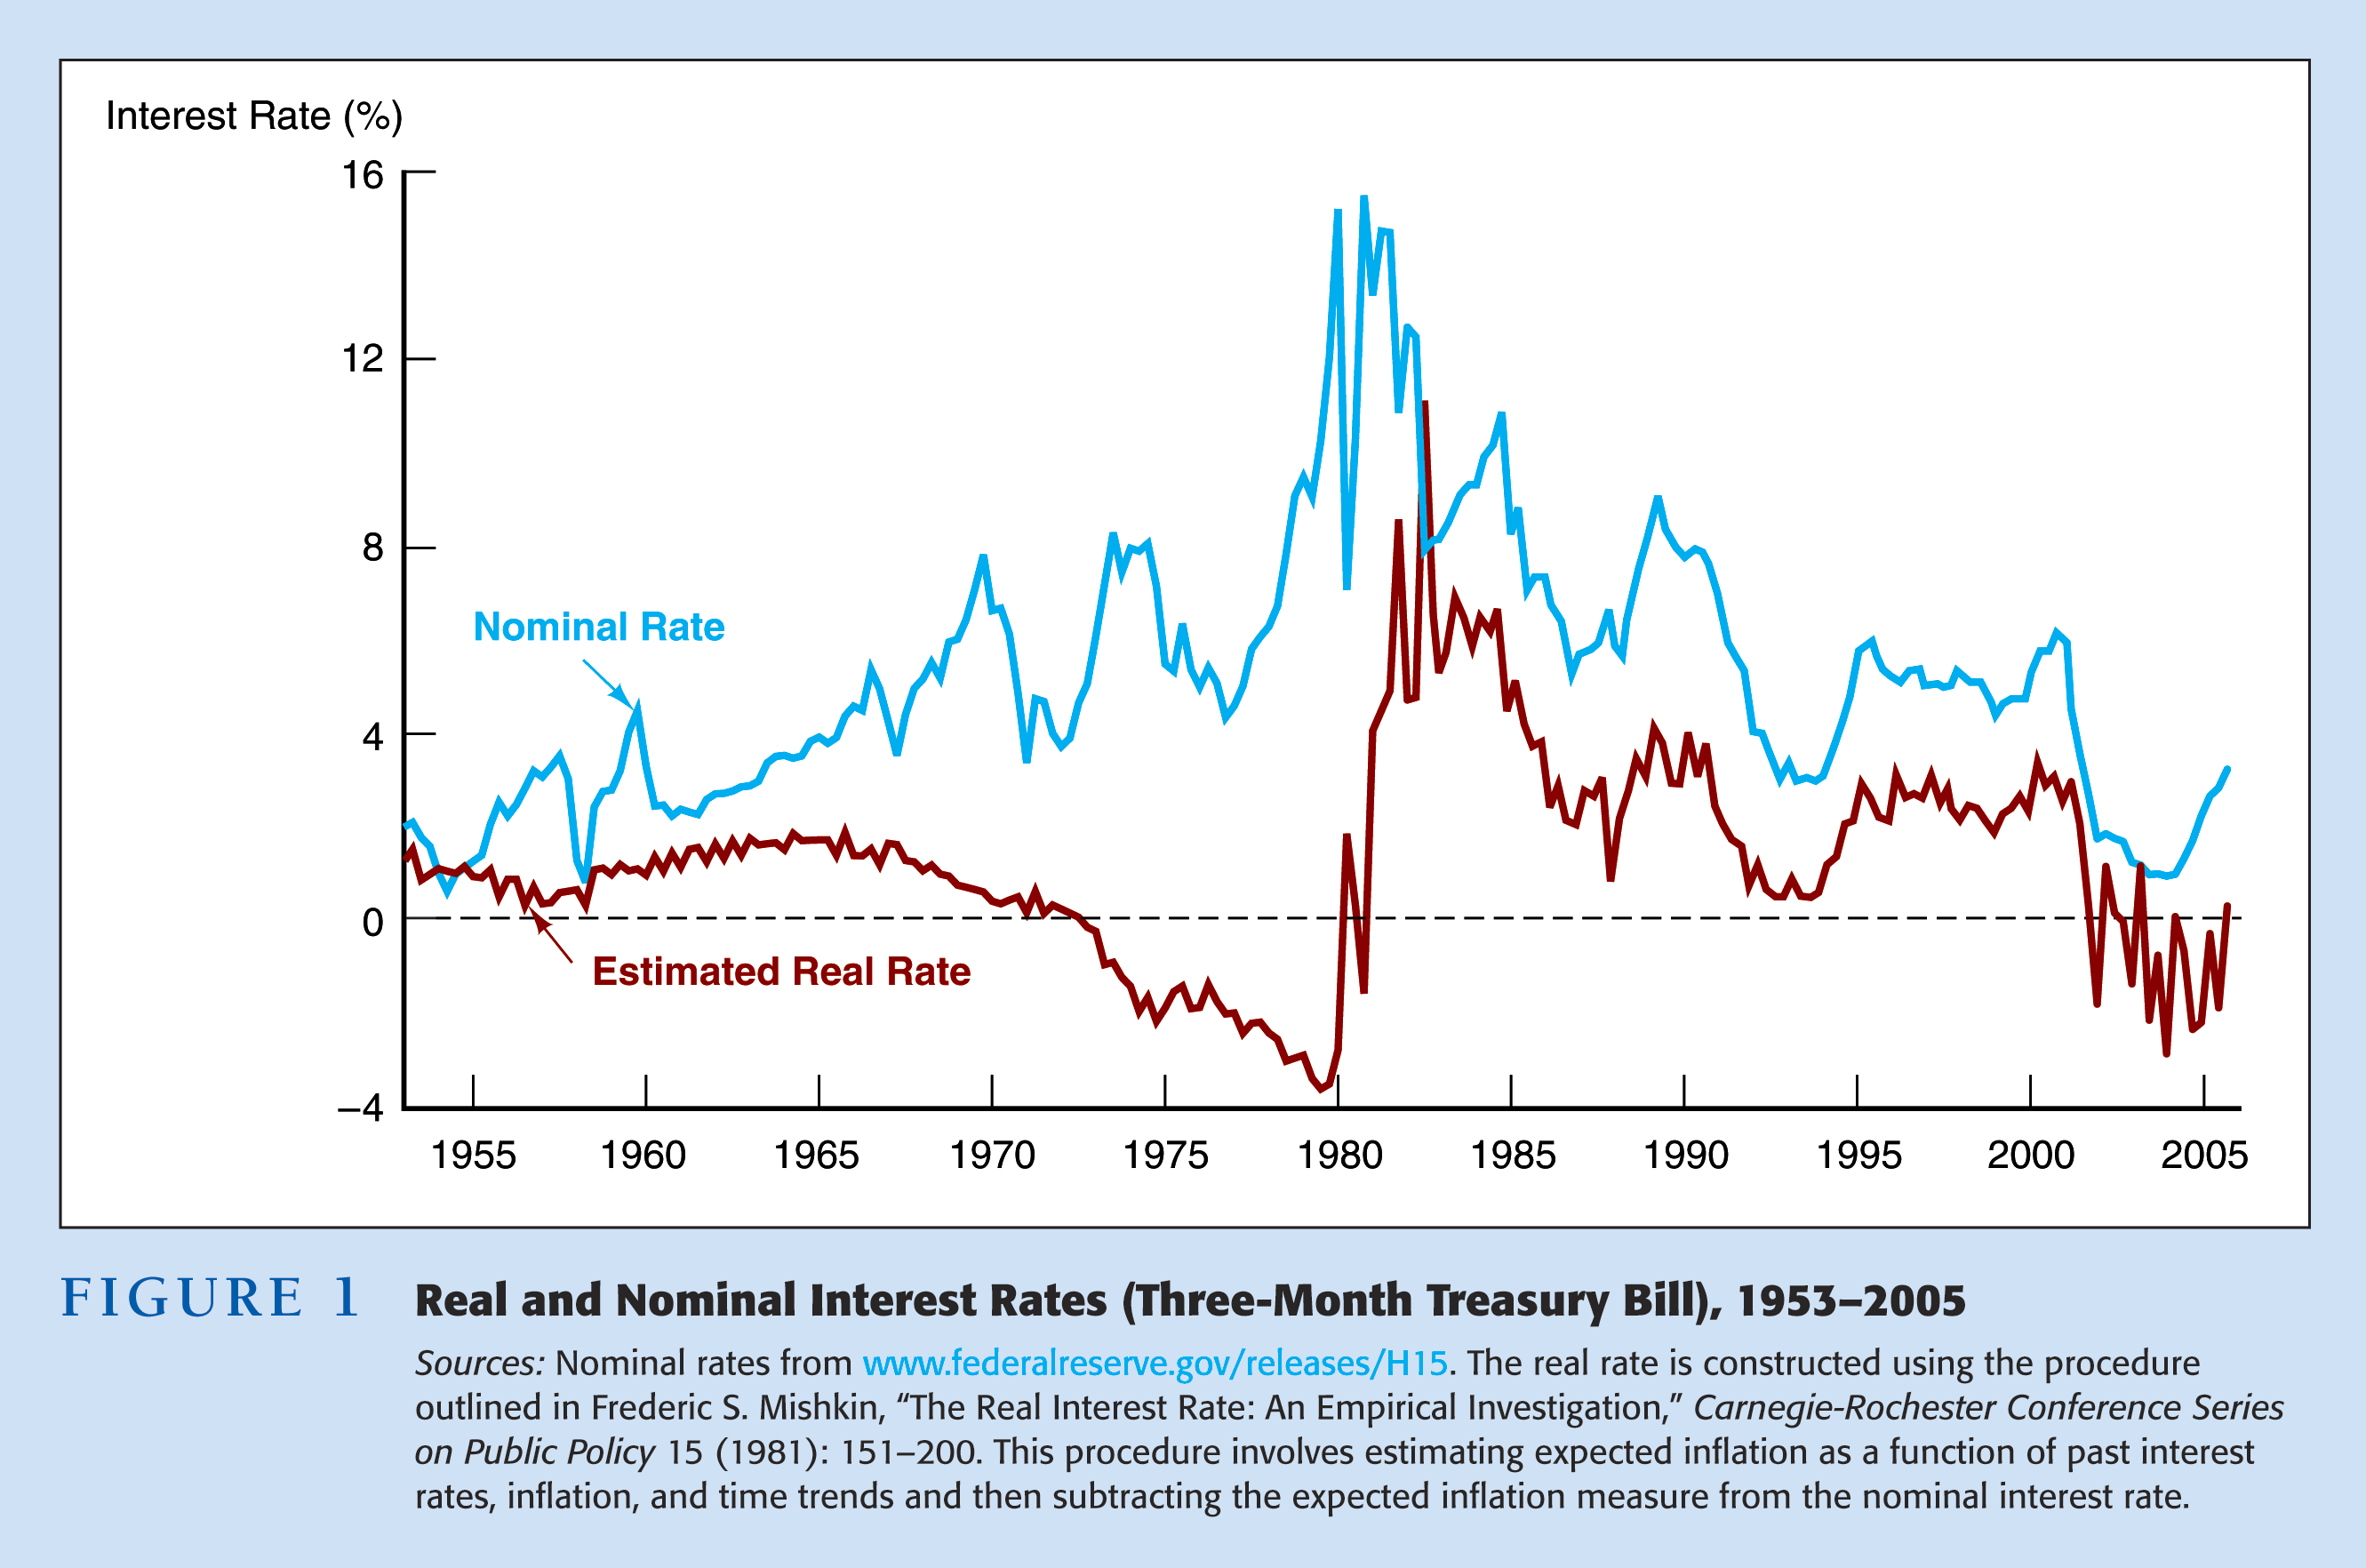 Interest Rate (%)
16
12
8
4
0
–4
Nominal Rate
Estimated Real Rate
1955 1960 1965 1970 1975 1980 1985 1990 1995 2000 2005
FIGURE 1 Real and Nominal Interest Rates (Three-Month Treasury Bill), 1953–2005
Sources: Nominal rates from www.federalreserve.gov/releases/H15. The real rate is constructed using the procedure
outlined in Frederic S. Mishkin, “The Real Interest Rate: An Empirical Investigation,” Carnegie-Rochester Conference Series
on Public Policy 15 (1981): 151–200. This procedure involves estimating expected inflation as a function of past interest
rates, inflation, and time trends and then subtracting the expected inflation measure from the nominal interest rate.